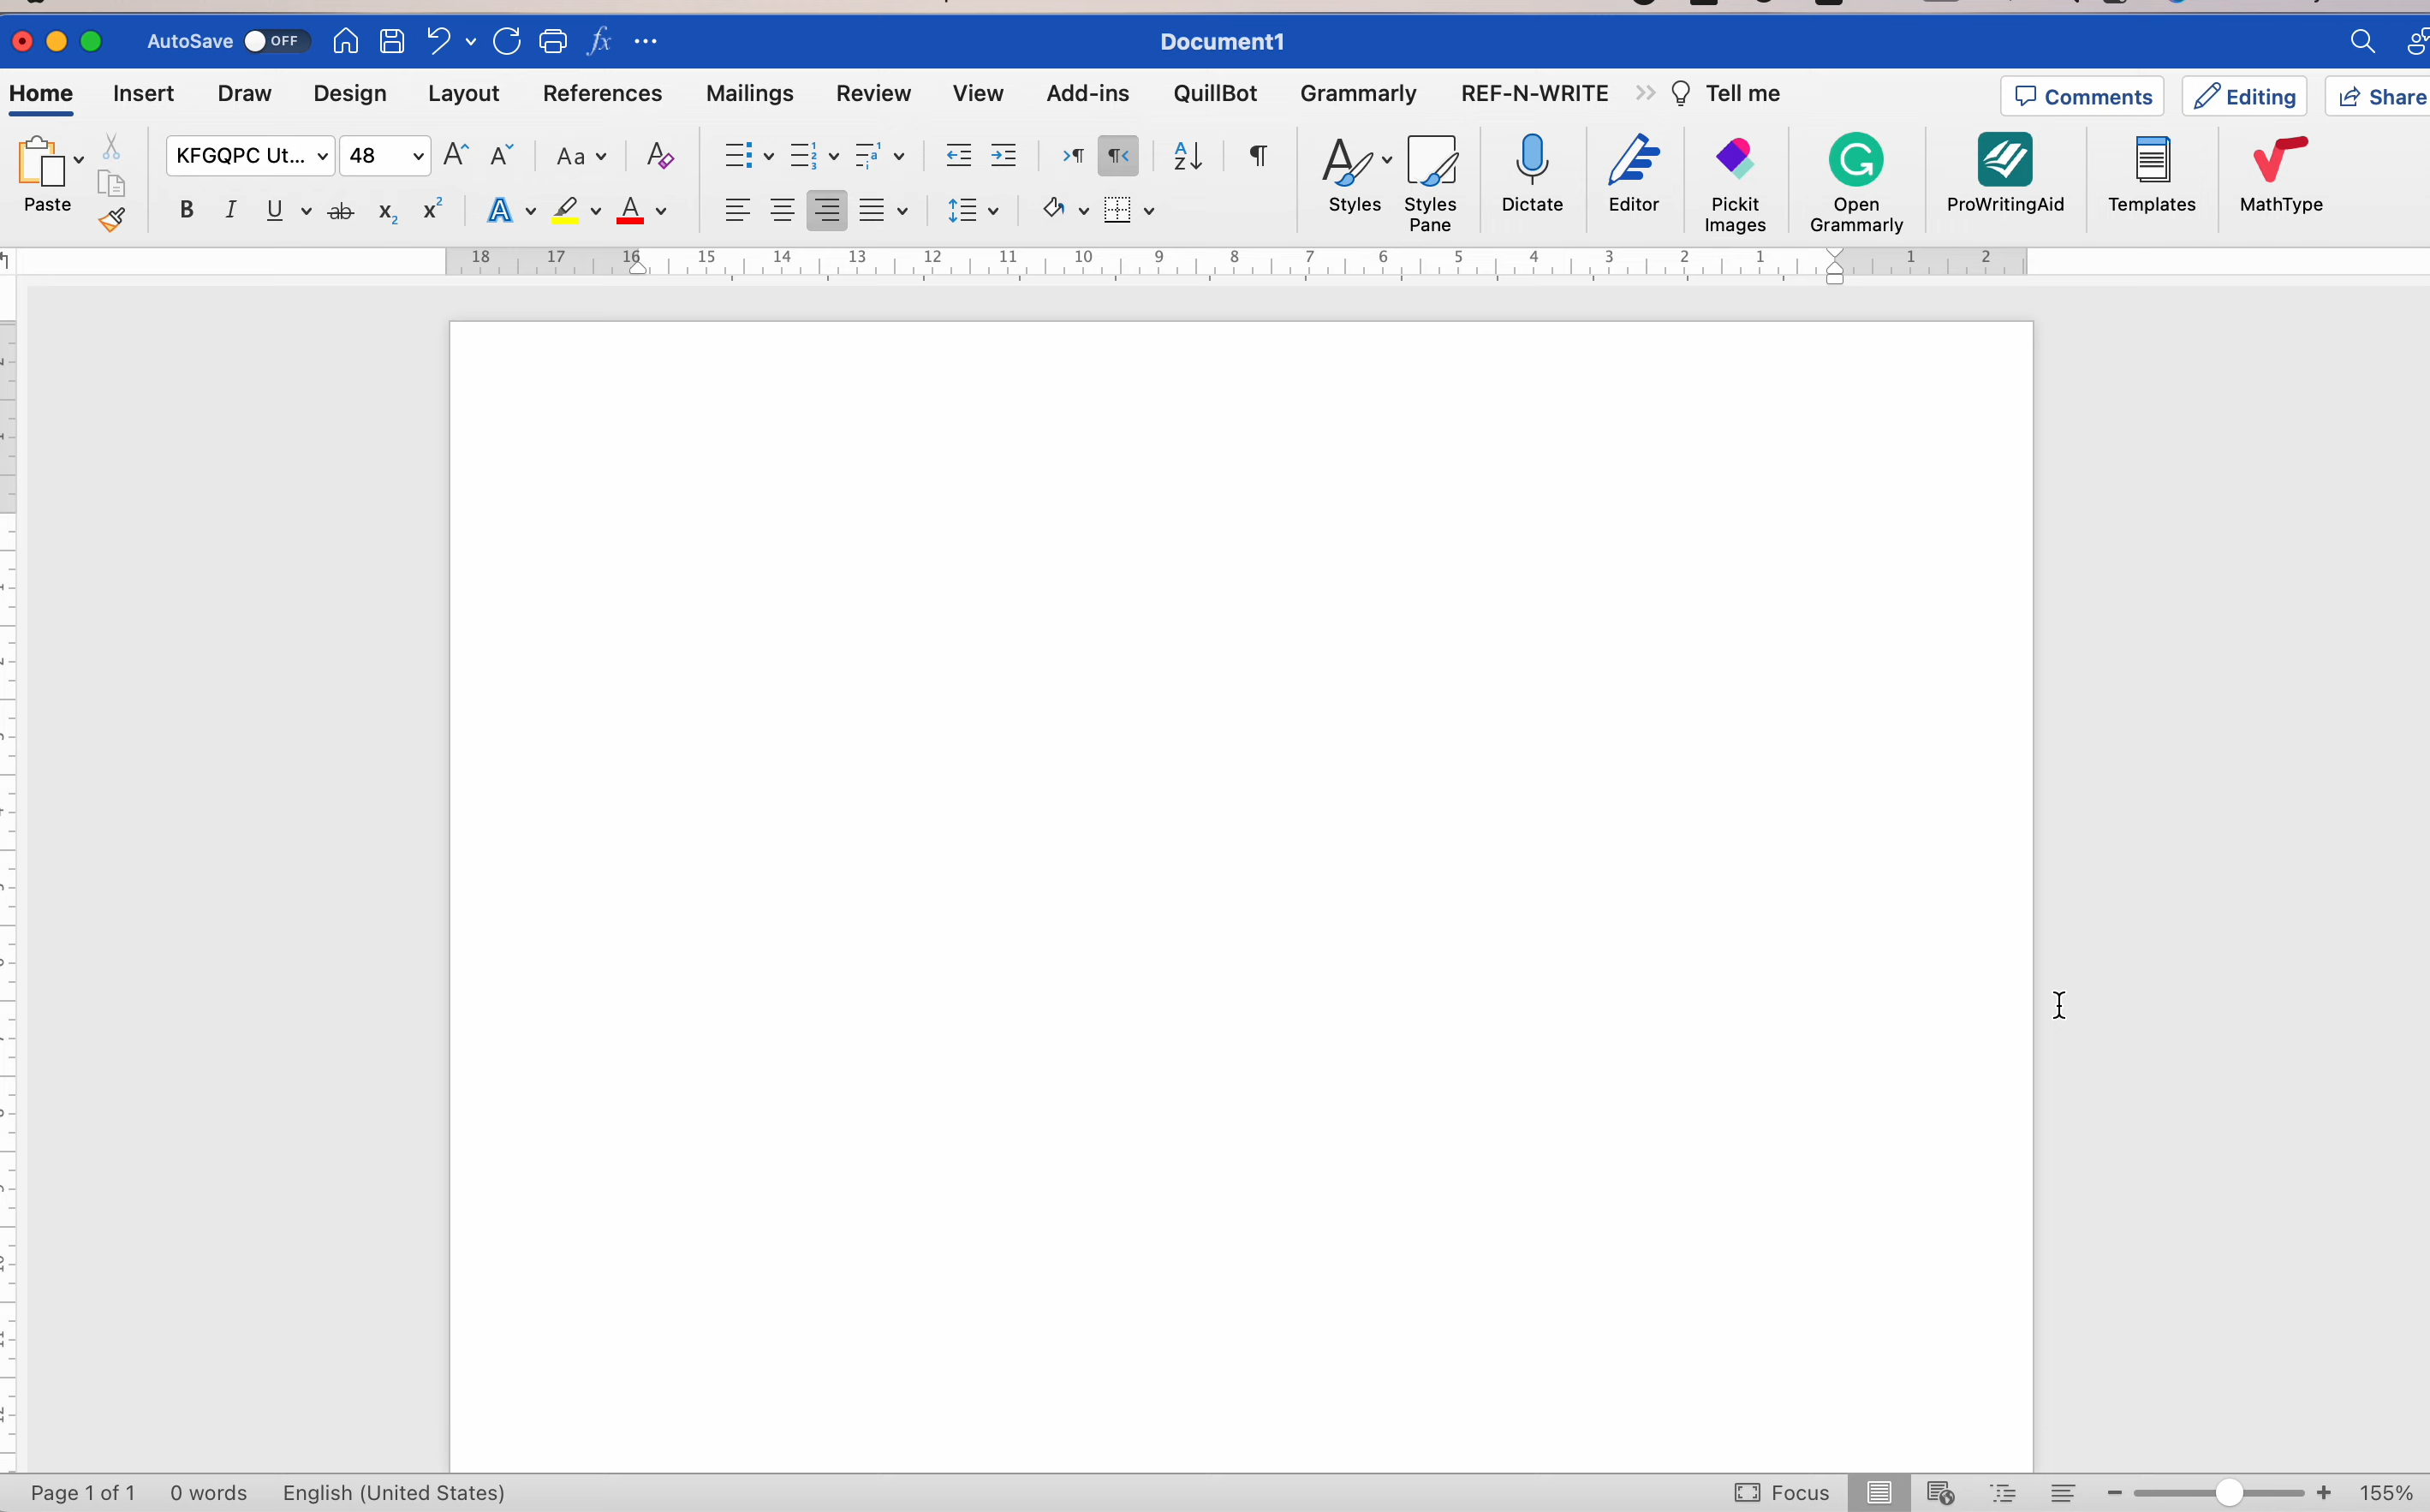 AutoSave OFF Document1
Home Insert Draw Design Layout References Mailings Review View Add-ins QuillBot Grammarly REF-N-WRITE Tell me Comments Editing Share
KFGQPC Ut... 48 Aa
Paste Styles Styles Pane Dictate Editor Pickit Images Open Grammarly ProWritingAid Templates MathType
18 17 16 15 14 13 12 11 10 9 8 7 6 5 4 3 2 1 1 2
Page 1 of 1 0 words English (United States) Focus 155%